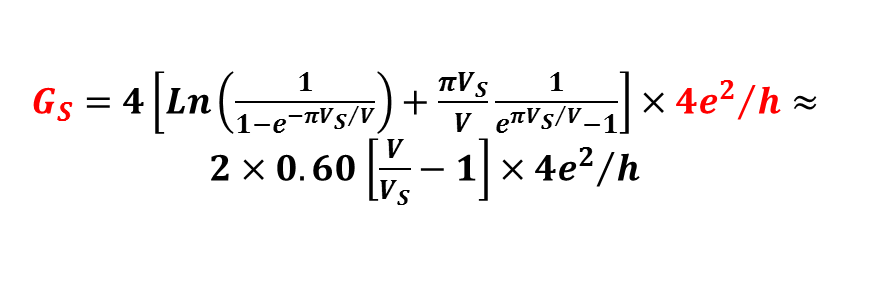 G_S = 4[Ln(1/(1−e^(−πV_S/V))) + πV_S/V 1/(e^(πV_S/V)−1)] × 4e²/h ≈
2 × 0.60[V/V_S − 1] × 4e²/h